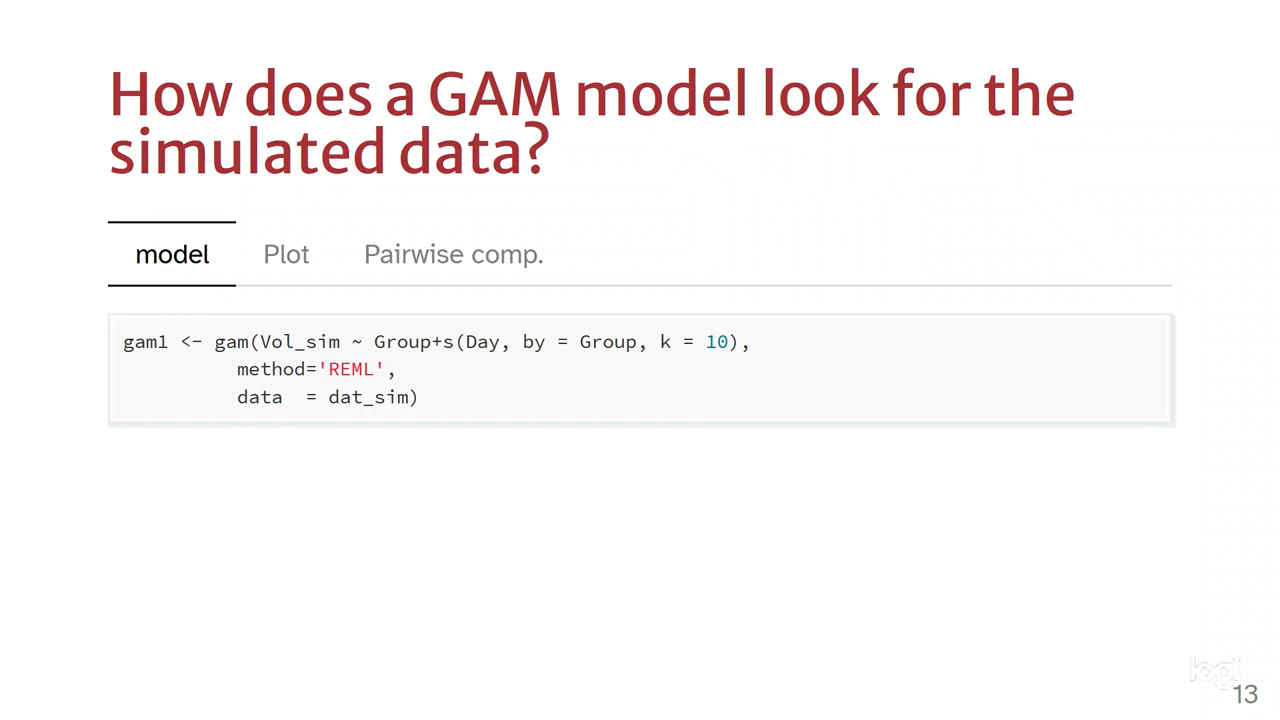 How does a GAM model look for the
simulated data?
model Plot Pairwise comp.
gam1 <- gam(Vol_sim ~ Group+s(Day, by = Group, k = 10),
method='REML',
data = dat_sim)
logi
13